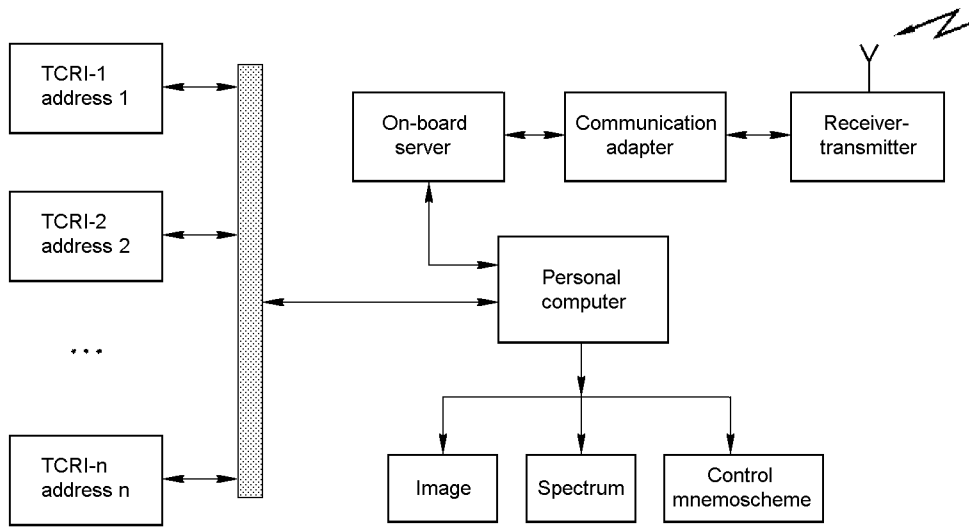 TCRI-1
address 1
On-board
server
Communication
adapter
Receiver-
transmitter
TCRI-2
address 2
Personal
computer
...
TCRI-n
address n
Image
Spectrum
Control
mnemoscheme